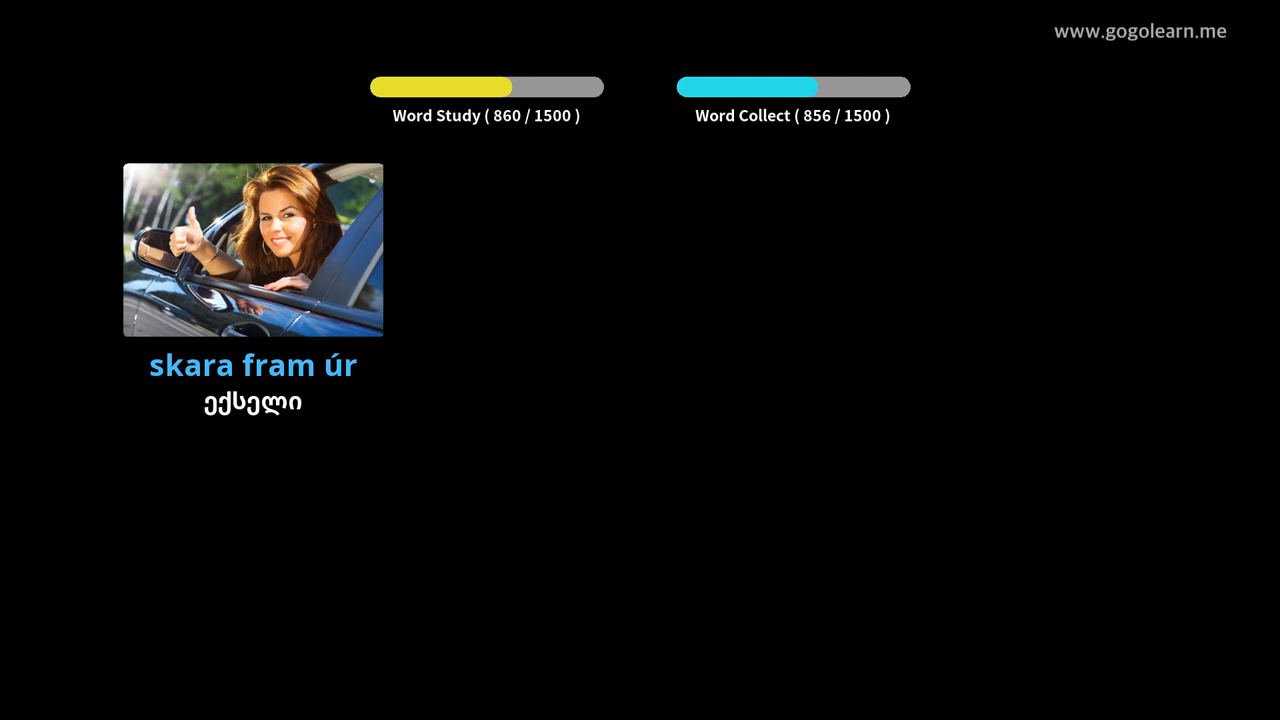 www.gogolearn.me
Word Study ( 860 / 1500 )
Word Collect ( 856 / 1500 )
skara fram úr
ექსელი